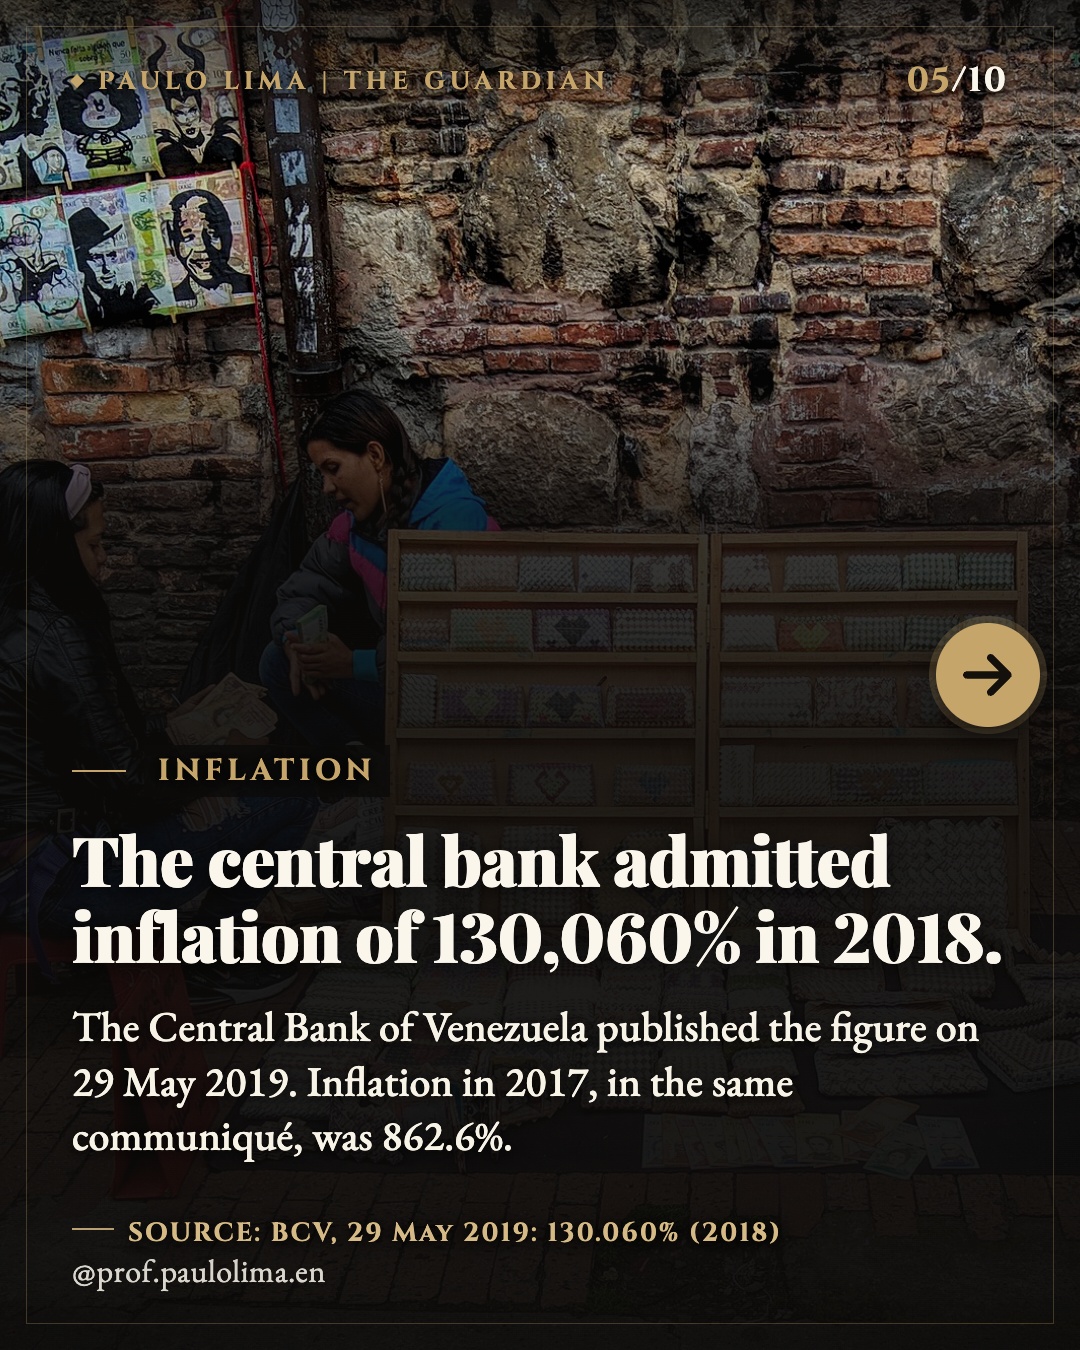 ✦ PAULO LIMA | THE GUARDIAN
05/10
INFLATION
The central bank admitted
inflation of 130,060% in 2018.
The Central Bank of Venezuela published the figure on
29 May 2019. Inflation in 2017, in the same
communiqué, was 862.6%.
SOURCE: BCV, 29 MAY 2019: 130.060% (2018)
@prof.paulolima.en